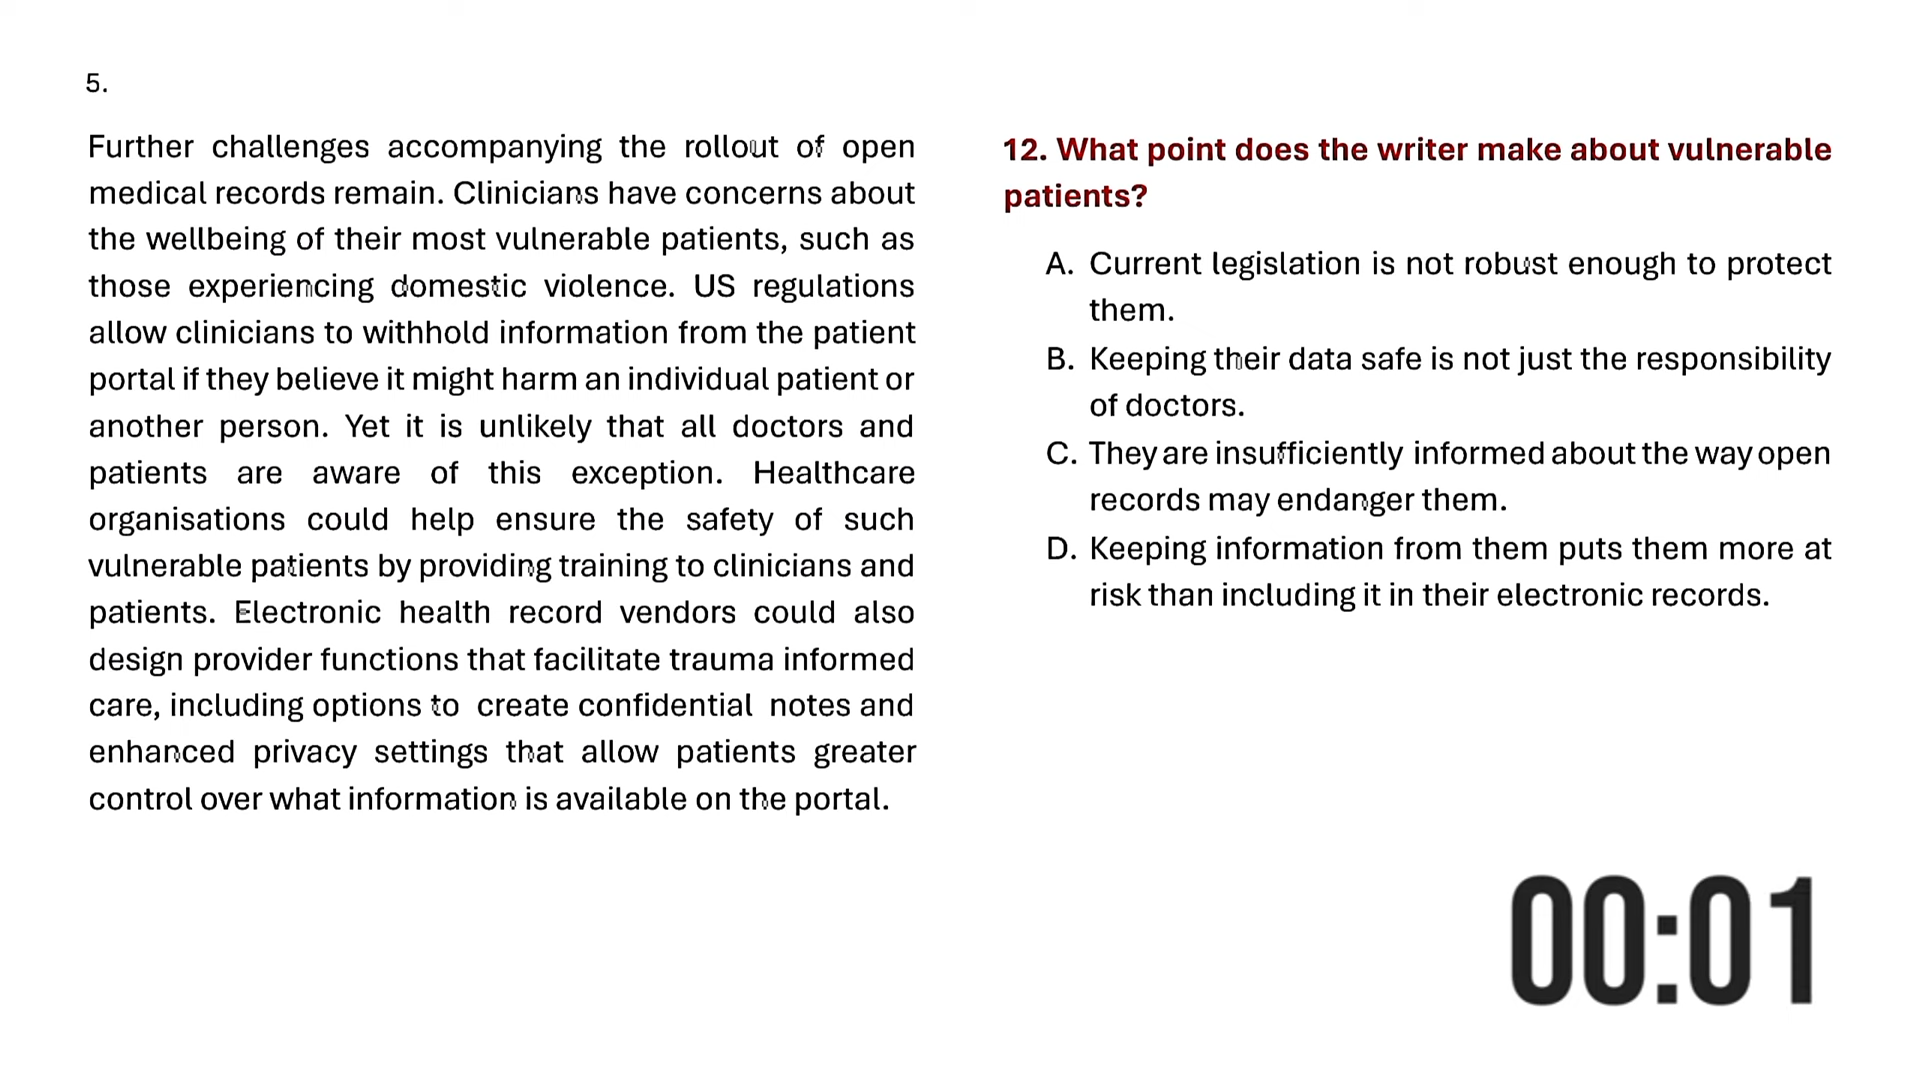 5.
Further challenges accompanying the rollout of open
medical records remain. Clinicians have concerns about
the wellbeing of their most vulnerable patients, such as
those experiencing domestic violence. US regulations
allow clinicians to withhold information from the patient
portal if they believe it might harm an individual patient or
another person. Yet it is unlikely that all doctors and
patients are aware of this exception. Healthcare
organisations could help ensure the safety of such
vulnerable patients by providing training to clinicians and
patients. Electronic health record vendors could also
design provider functions that facilitate trauma informed
care, including options to create confidential notes and
enhanced privacy settings that allow patients greater
control over what information is available on the portal.
12. What point does the writer make about vulnerable
patients?
A. Current legislation is not robust enough to protect
them.
B. Keeping their data safe is not just the responsibility
of doctors.
C. They are insufficiently informed about the way open
records may endanger them.
D. Keeping information from them puts them more at
risk than including it in their electronic records.
00:01